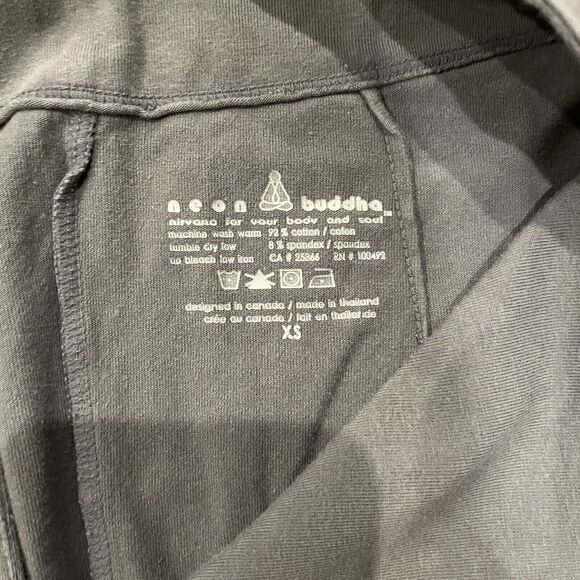 neon buddha™
nirvana for your body and soul
machine wash warm 92% cotton / coton
tumble dry low 8% spandex / spandex
no bleach low iron CA # 25366 RN # 100492
designed in canada / made in thailand
crée au canada / fait en thaïlande
XS